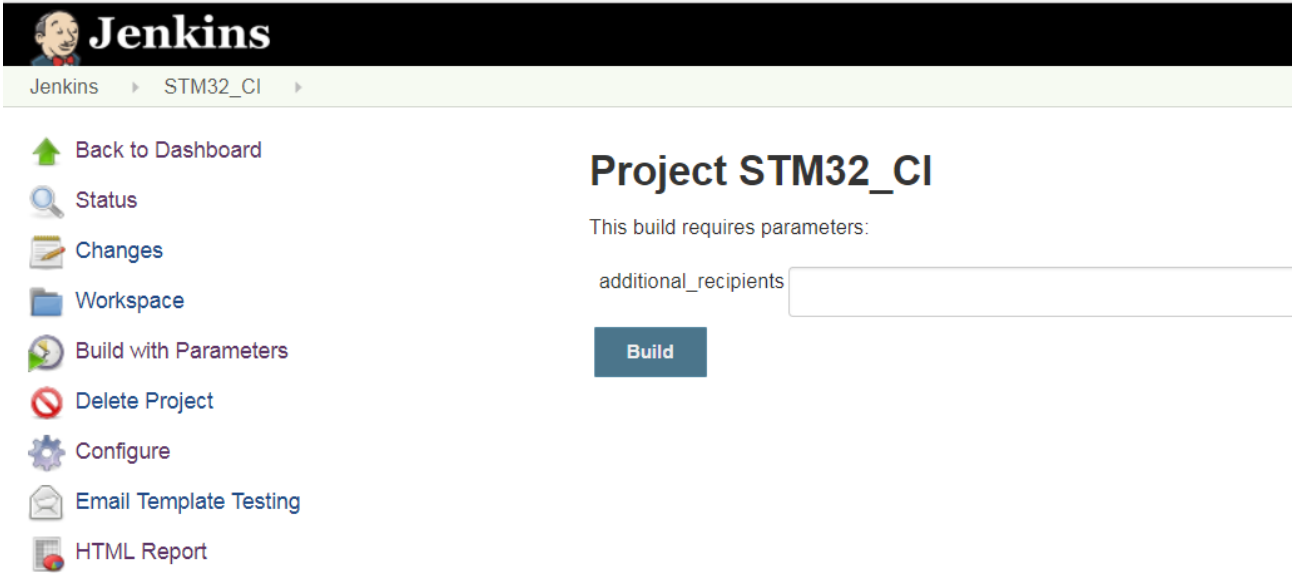 Jenkins
Jenkins STM32_CI
Back to Dashboard
Status
Changes
Workspace
Build with Parameters
Delete Project
Configure
Email Template Testing
HTML Report
Project STM32_CI
This build requires parameters:
additional_recipients
Build